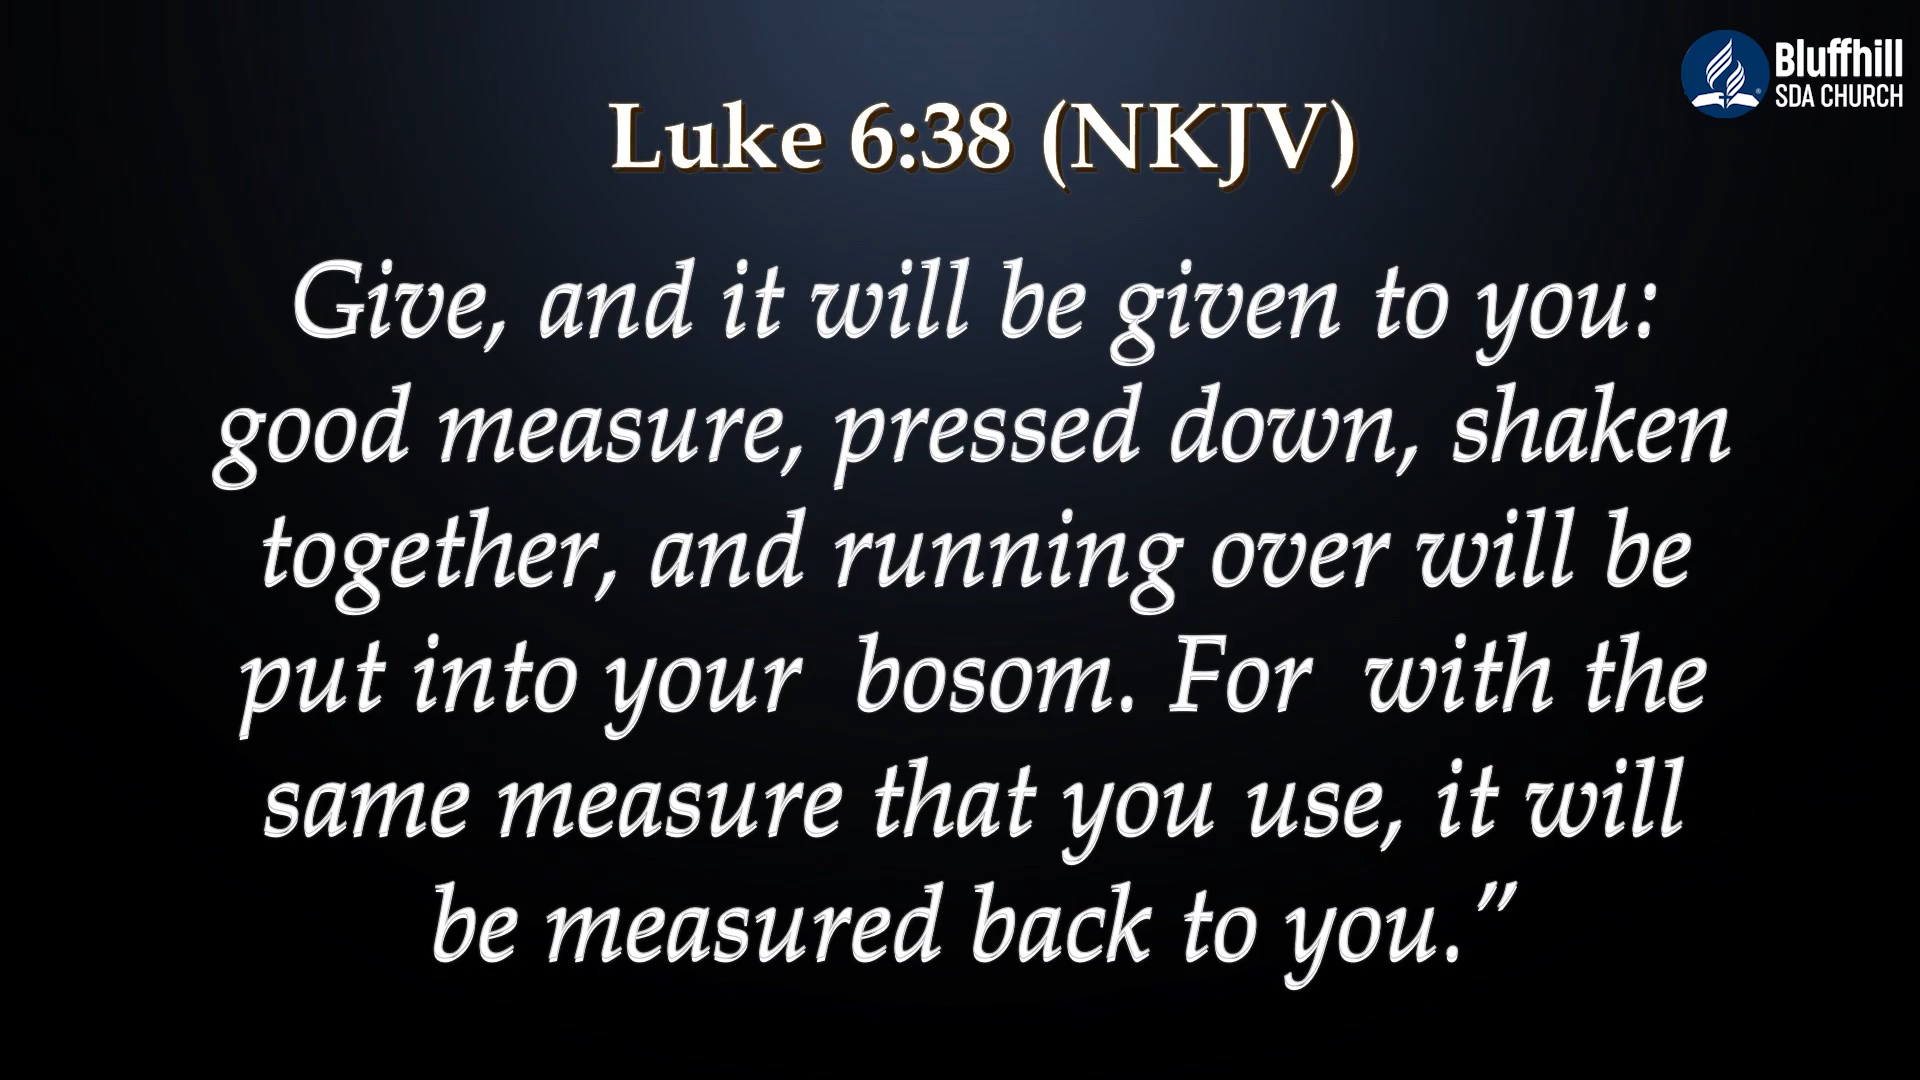 Bluffhill
SDA CHURCH
Luke 6:38 (NKJV)
Give, and it will be given to you:
good measure, pressed down, shaken
together, and running over will be
put into your  bosom. For  with the
same measure that you use, it will
be measured back to you.”